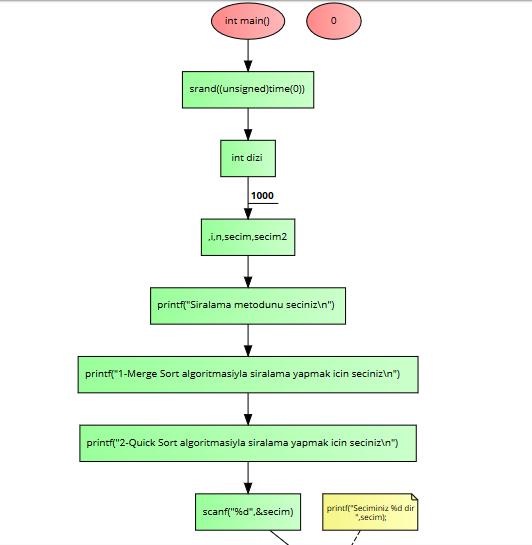 int main()
0
srand((unsigned)time(0))
int dizi
1000
,i,n,secim,secim2
printf("Siralama metodunu seciniz\n")
printf("1-Merge Sort algoritmasiyla siralama yapmak icin seciniz\n")
printf("2-Quick Sort algoritmasiyla siralama yapmak icin seciniz\n")
scanf("%d",&secim)
printf("Seciminiz %d dir
",secim);